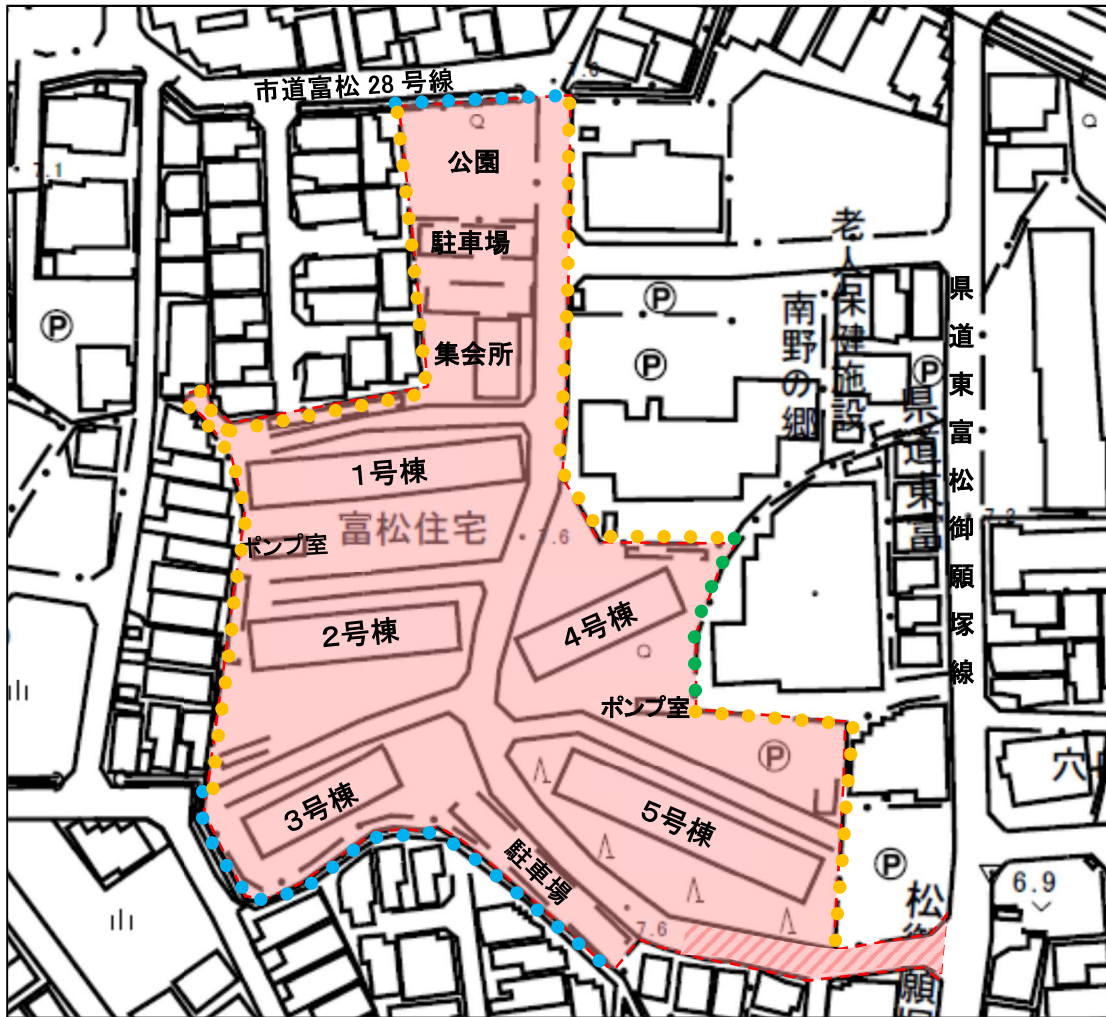 市道富松 28 号線
7.6
公園
7.1
駐車場
老人保健施設
南野の郷
Ⓟ
Ⓟ
Ⓟ
Ⓟ
県道東富松御願塚線
県道東富
集会所
1号棟
富松住宅
ポンプ室
7.6
7.2
2号棟
4号棟
ポンプ室
Ⓟ
3号棟
5号棟
駐車場
7.6
Ⓟ
6.9